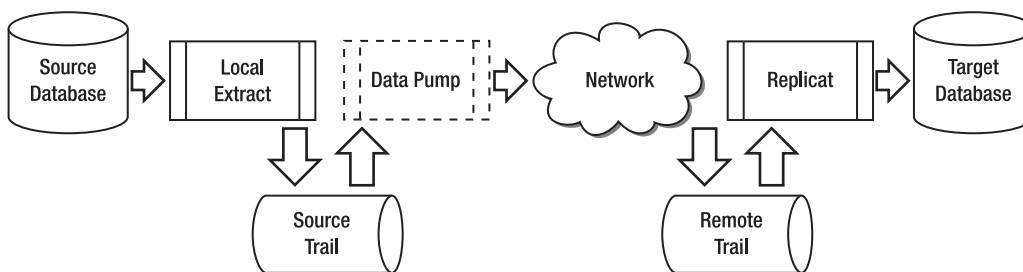 Source
Database
Local
Extract
Data Pump
Network
Replicat
Target
Database
Source
Trail
Remote
Trail